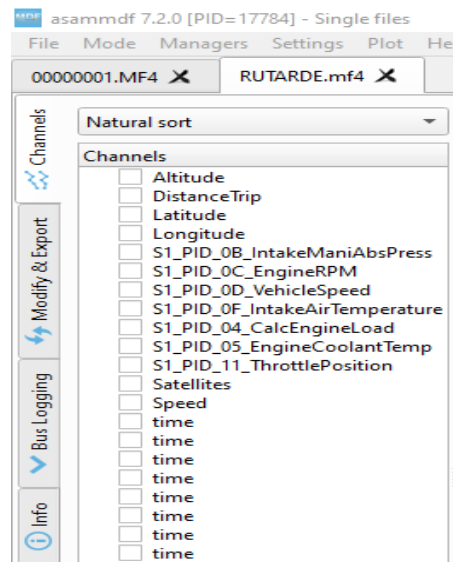 MDF asammdf 7.2.0 [PID=17784] - Single files
File Mode Managers Settings Plot He
00000001.MF4 RUTARDE.mf4
Channels
Modify & Export
Bus Logging
Info
Natural sort
Channels
Altitude
DistanceTrip
Latitude
Longitude
S1_PID_0B_IntakeManiAbsPress
S1_PID_0C_EngineRPM
S1_PID_0D_VehicleSpeed
S1_PID_0F_IntakeAirTemperature
S1_PID_04_CalcEngineLoad
S1_PID_05_EngineCoolantTemp
S1_PID_11_ThrottlePosition
Satellites
Speed
time
time
time
time
time
time
time
time